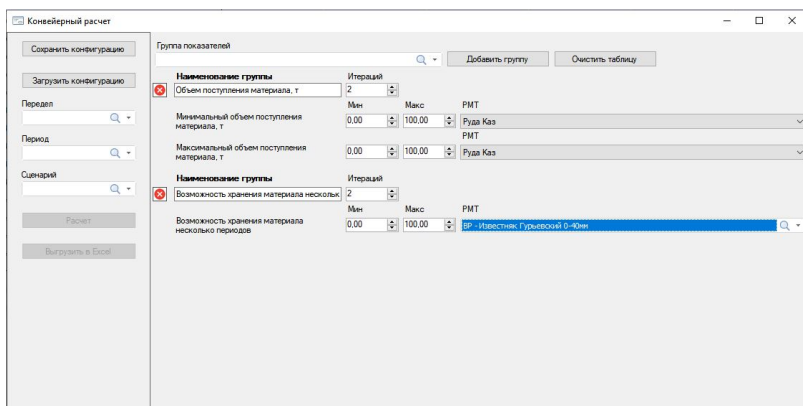 Конвейерный расчет
Сохранить конфигурацию
Загрузить конфигурацию
Передел
Период
Сценарий
Расчет
Выгрузить в Excel
Группа показателей
Добавить группу
Очистить таблицу
Наименование группы
Итераций
Объем поступления материала, т
2
Мин
Макс
РМТ
Минимальный объем поступления
материала, т
0,00
100,00
Руда Каз
РМТ
Максимальный объем поступления
материала, т
0,00
100,00
Руда Каз
Наименование группы
Итераций
Возможность хранения материала нескольк
2
Мин
Макс
РМТ
Возможность хранения материала
несколько периодов
0,00
100,00
ВР - Известняк Гурьевский 0-40мм